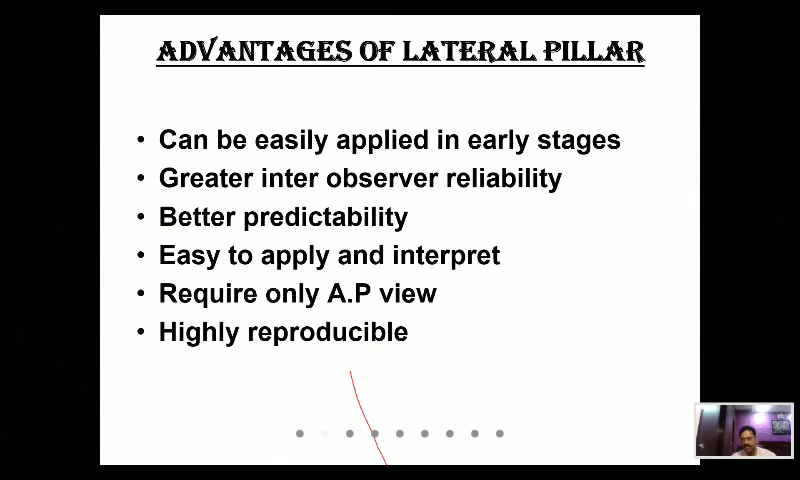 ADVANTAGES OF LATERAL PILLAR
• Can be easily applied in early stages
• Greater inter observer reliability
• Better predictability
• Easy to apply and interpret
• Require only A.P view
• Highly reproducible